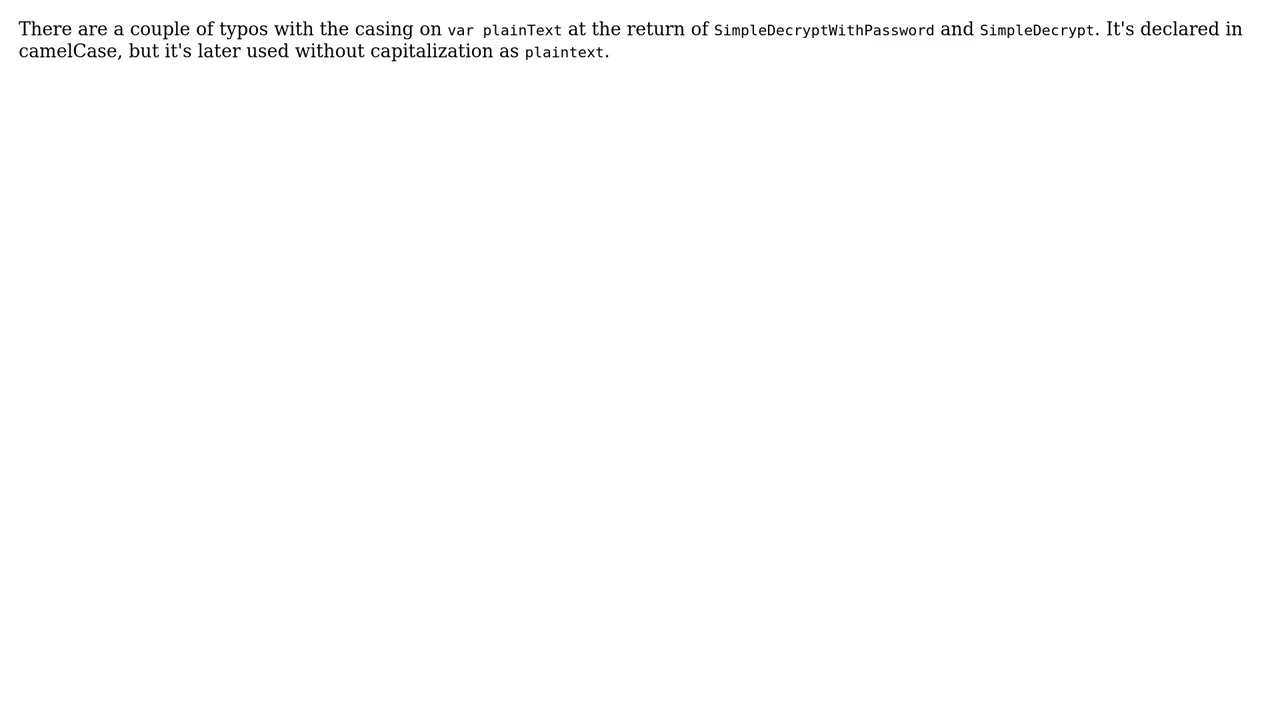 There are a couple of typos with the casing on var plainText at the return of SimpleDecryptWithPassword and SimpleDecrypt. It's declared in
camelCase, but it's later used without capitalization as plaintext.